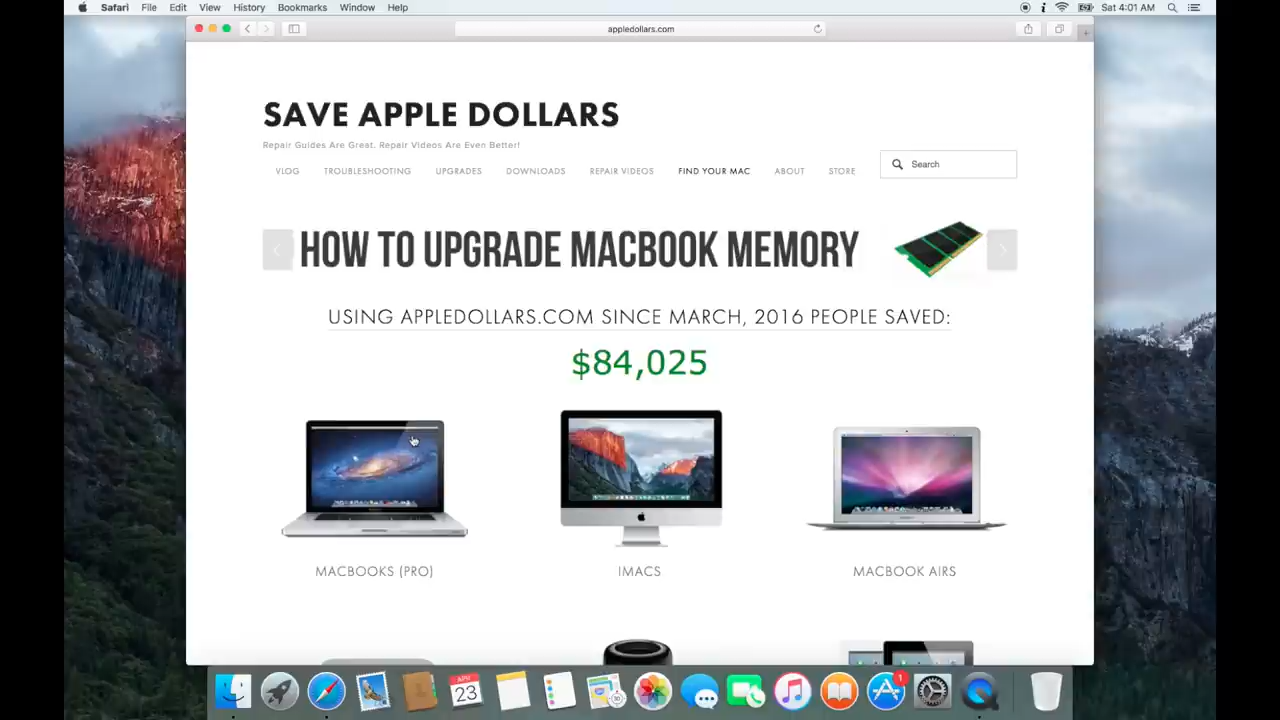 Safari File Edit View History Bookmarks Window Help Sat 4:01 AM
appledollars.com
SAVE APPLE DOLLARS
Repair Guides Are Great. Repair Videos Are Even Better!
VLOG TROUBLESHOOTING UPGRADES DOWNLOADS REPAIR VIDEOS FIND YOUR MAC ABOUT STORE Search
HOW TO UPGRADE MACBOOK MEMORY
USING APPLEDOLLARS.COM SINCE MARCH, 2016 PEOPLE SAVED:
$84,025
MACBOOKS (PRO) IMACS MACBOOK AIRS
APR
23
1